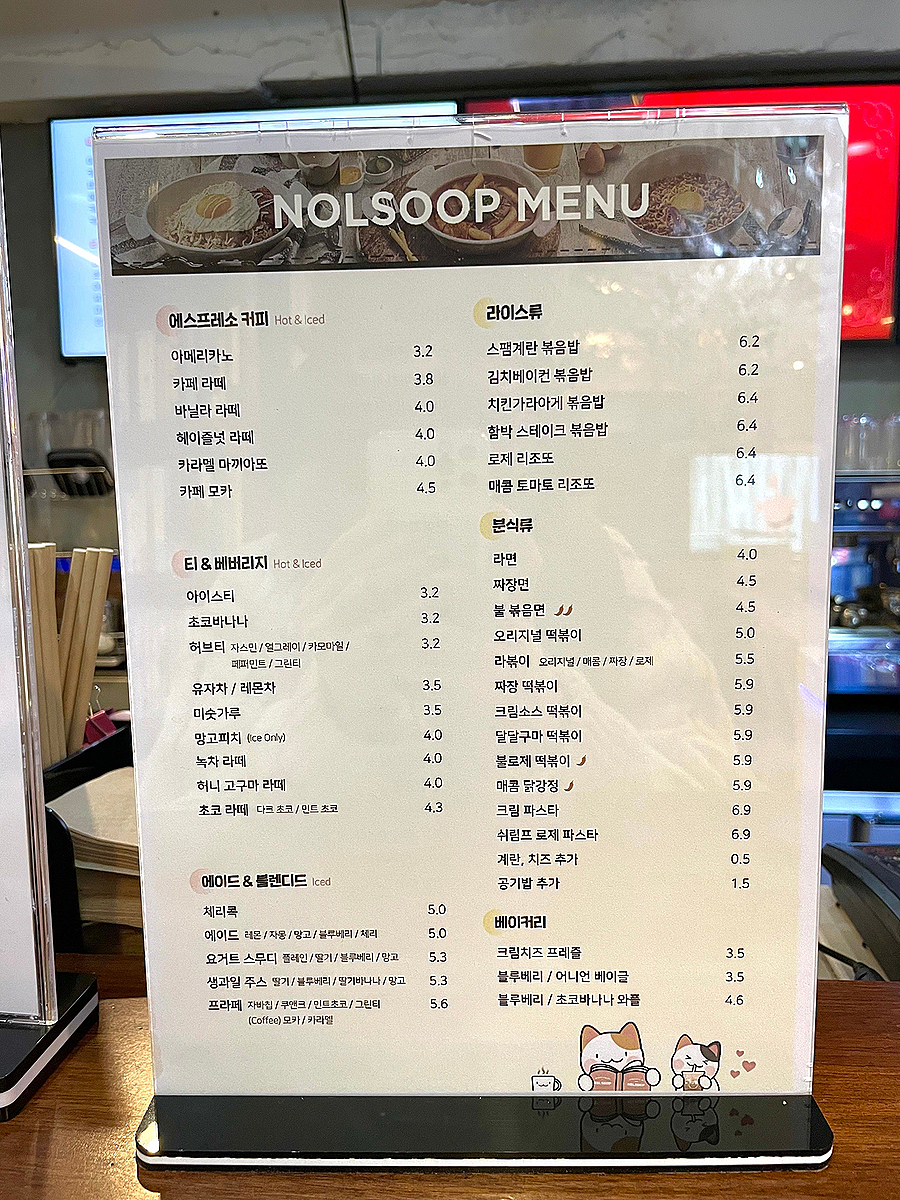 NOLSOOP MENU
에스프레소 커피 Hot & Iced
아메리카노 3.2
카페 라떼 3.8
바닐라 라떼 4.0
헤이즐넛 라떼 4.0
카라멜 마끼아또 4.0
카페 모카 4.5
티 & 베버리지 Hot & Iced
아이스티 3.2
초코바나나 3.2
허브티 자스민 / 얼그레이 / 카모마일 / 3.2
페퍼민트 / 그린티
유자차 / 레몬차 3.5
미숫가루 3.5
망고피치 (Ice Only) 4.0
녹차 라떼 4.0
허니 고구마 라떼 4.0
초코 라떼 다크 초코 / 민트 초코 4.3
에이드 & 블렌디드 Iced
체리콕 5.0
에이드 레몬 / 자몽 / 망고 / 블루베리 / 체리 5.0
요거트 스무디 플레인 / 딸기 / 블루베리 / 망고 5.3
생과일 주스 딸기 / 블루베리 / 딸기바나나 / 망고 5.3
프라페 자바칩 / 쿠앤크 / 민트초코 / 그린티 5.6
(Coffee) 모카 / 카라멜
라이스류
스팸계란 볶음밥 6.2
김치베이컨 볶음밥 6.2
치킨가라아게 볶음밥 6.4
함박 스테이크 볶음밥 6.4
로제 리조또 6.4
매콤 토마토 리조또 6.4
분식류
라면 4.0
짜장면 4.5
불 볶음면 4.5
오리지널 떡볶이 5.0
라볶이 오리지널 / 매콤 / 짜장 / 로제 5.5
짜장 떡볶이 5.9
크림소스 떡볶이 5.9
달달구마 떡볶이 5.9
불로제 떡볶이 5.9
매콤 닭강정 5.9
크림 파스타 6.9
쉬림프 로제 파스타 6.9
계란, 치즈 추가 0.5
공기밥 추가 1.5
베이커리
크림치즈 프레즐 3.5
블루베리 / 어니언 베이글 3.5
블루베리 / 초코바나나 와플 4.6